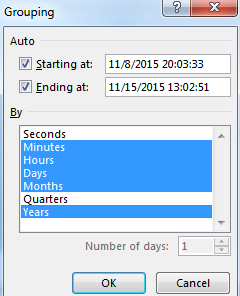 Grouping ?
Auto
Starting at: 11/8/2015 20:03:33
Ending at: 11/15/2015 13:02:51
By
Seconds
Minutes
Hours
Days
Months
Quarters
Years
Number of days: 1
OK Cancel